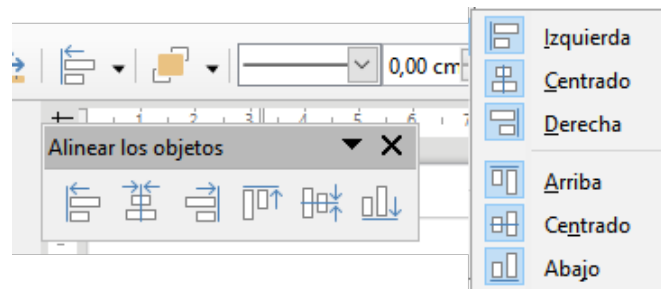 0,00 cm
Alinear los objetos
Izquierda
Centrado
Derecha
Arriba
Centrado
Abajo